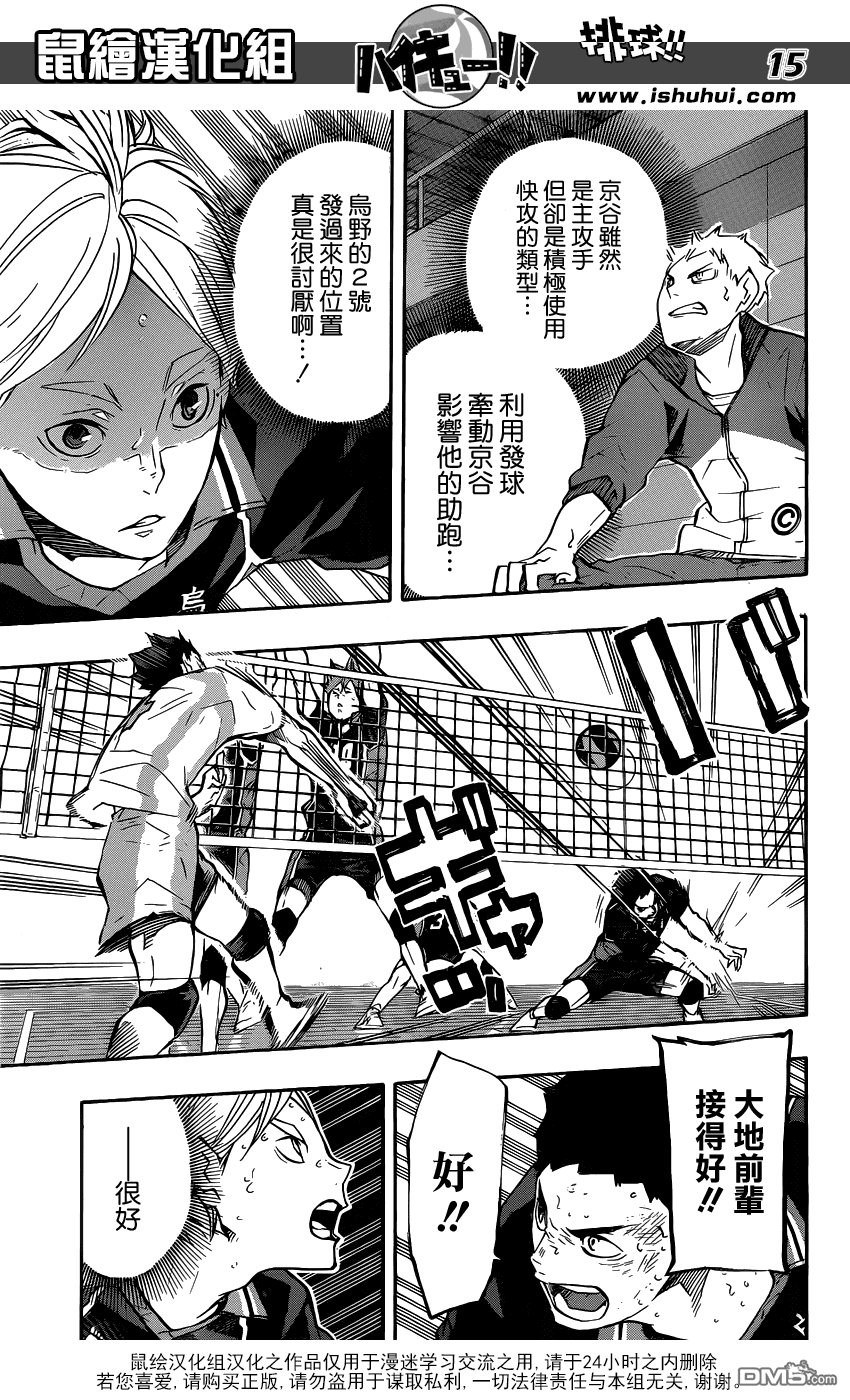 鼠繪漢化組
ハイキュー!!
排球!!
15
www.ishuhui.com
京谷雖然
是主攻手
但卻是積極使用
快攻的類型…
利用發球
牽動京谷
影響他的助跑…
烏野的2號
發過來的位置
真是很討厭啊…!
C
烏
大地前輩
接得好!!
好!!
——很好
鼠绘汉化组汉化之作品仅用于漫迷学习交流之用,请于24小时之内删除
若您喜爱,请购买正版,请勿盗用于谋取私利,一切法律责任与本组无关,谢谢。
DM5.com